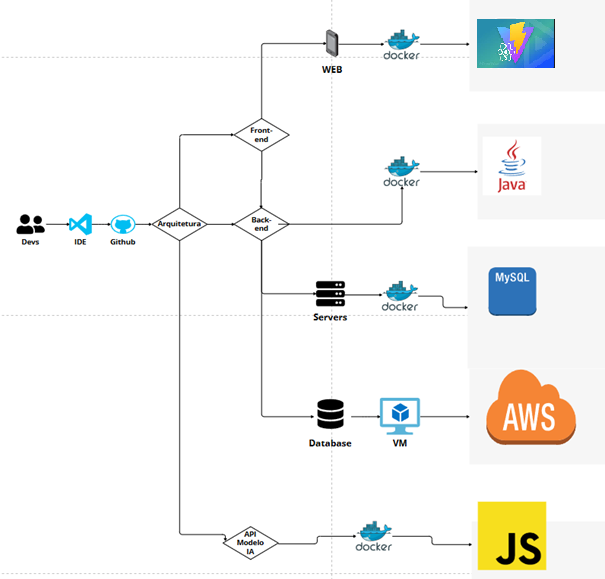 WEB
docker
Front-
end
docker
Java
Devs
IDE
Github
Arquitetura
Back-
end
MySQL
Servers
docker
AWS
Database
VM
API
Modelo
IA
docker
JS